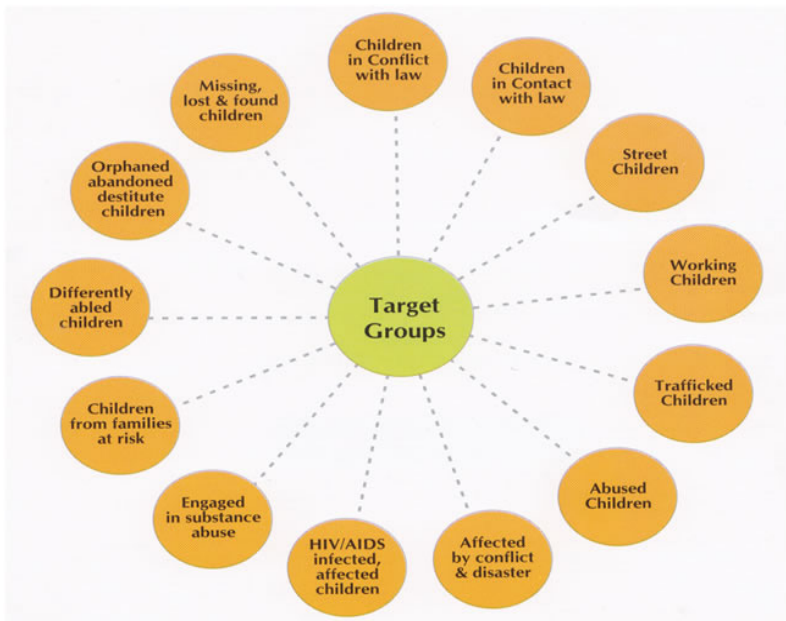 Children
in Conflict
with law
Children
in Contact
with law
Street
Children
Working
Children
Trafficked
Children
Abused
Children
Affected
by conflict
& disaster
HIV/AIDS
infected,
affected
children
Engaged
in substance
abuse
Children
from families
at risk
Differently
abled
children
Orphaned
abandoned
destitute
children
Missing,
lost & found
children
Target
Groups